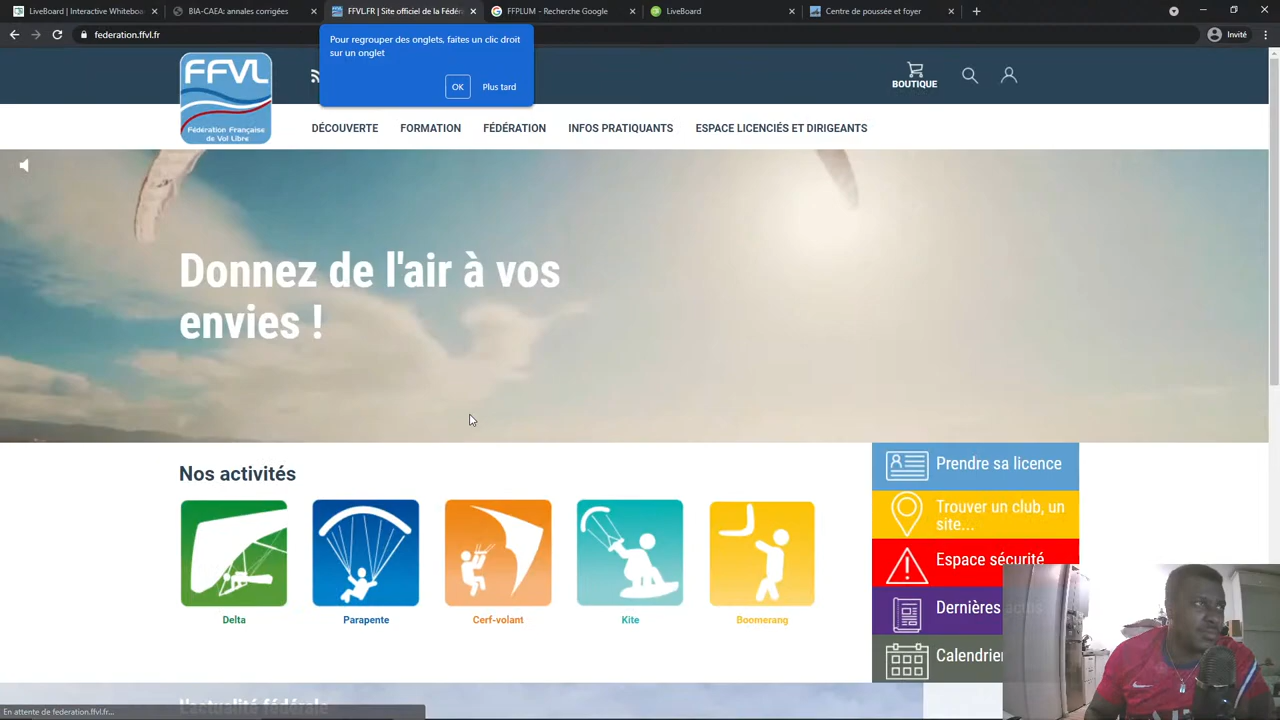 LiveBoard | Interactive Whiteboa
BIA-CAEA: annales corrigées
FFVLFR | Site officiel de la Fédér
FFPLUM - Recherche Google
LiveBoard
Centre de poussée et foyer
federation.ffvl.fr
Invité
Pour regrouper des onglets, faites un clic droit
sur un onglet
OK
Plus tard
FFVL
Fédération Française
de Vol Libre
BOUTIQUE
DÉCOUVERTE
FORMATION
FÉDÉRATION
INFOS PRATIQUANTS
ESPACE LICENCIÉS ET DIRIGEANTS
Donnez de l'air à vos
envies !
Nos activités
Delta
Parapente
Cerf-volant
Kite
Boomerang
Prendre sa licence
Trouver un club, un
site...
Espace sécurité
Dernières
Calendrier
L'actualité fédérale
En attente de federation.ffvl.fr...